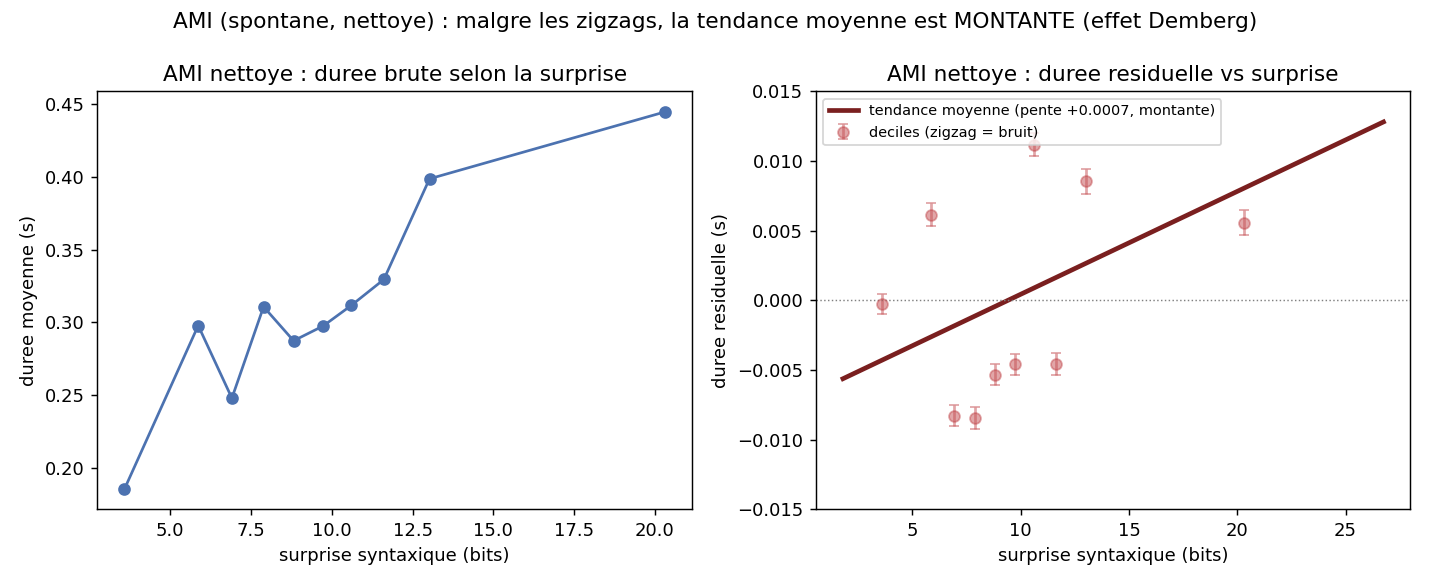 AMI (spontane, nettoye) : malgre les zigzags, la tendance moyenne est MONTANTE (effet Demberg)
AMI nettoye : duree brute selon la surprise
duree moyenne (s)
0.45
0.40
0.35
0.30
0.25
0.20
5.0 7.5 10.0 12.5 15.0 17.5 20.0
surprise syntaxique (bits)
AMI nettoye : duree residuelle vs surprise
tendance moyenne (pente +0.0007, montante)
deciles (zigzag = bruit)
duree residuelle (s)
0.015
0.010
0.005
0.000
−0.005
−0.010
−0.015
5 10 15 20 25
surprise syntaxique (bits)